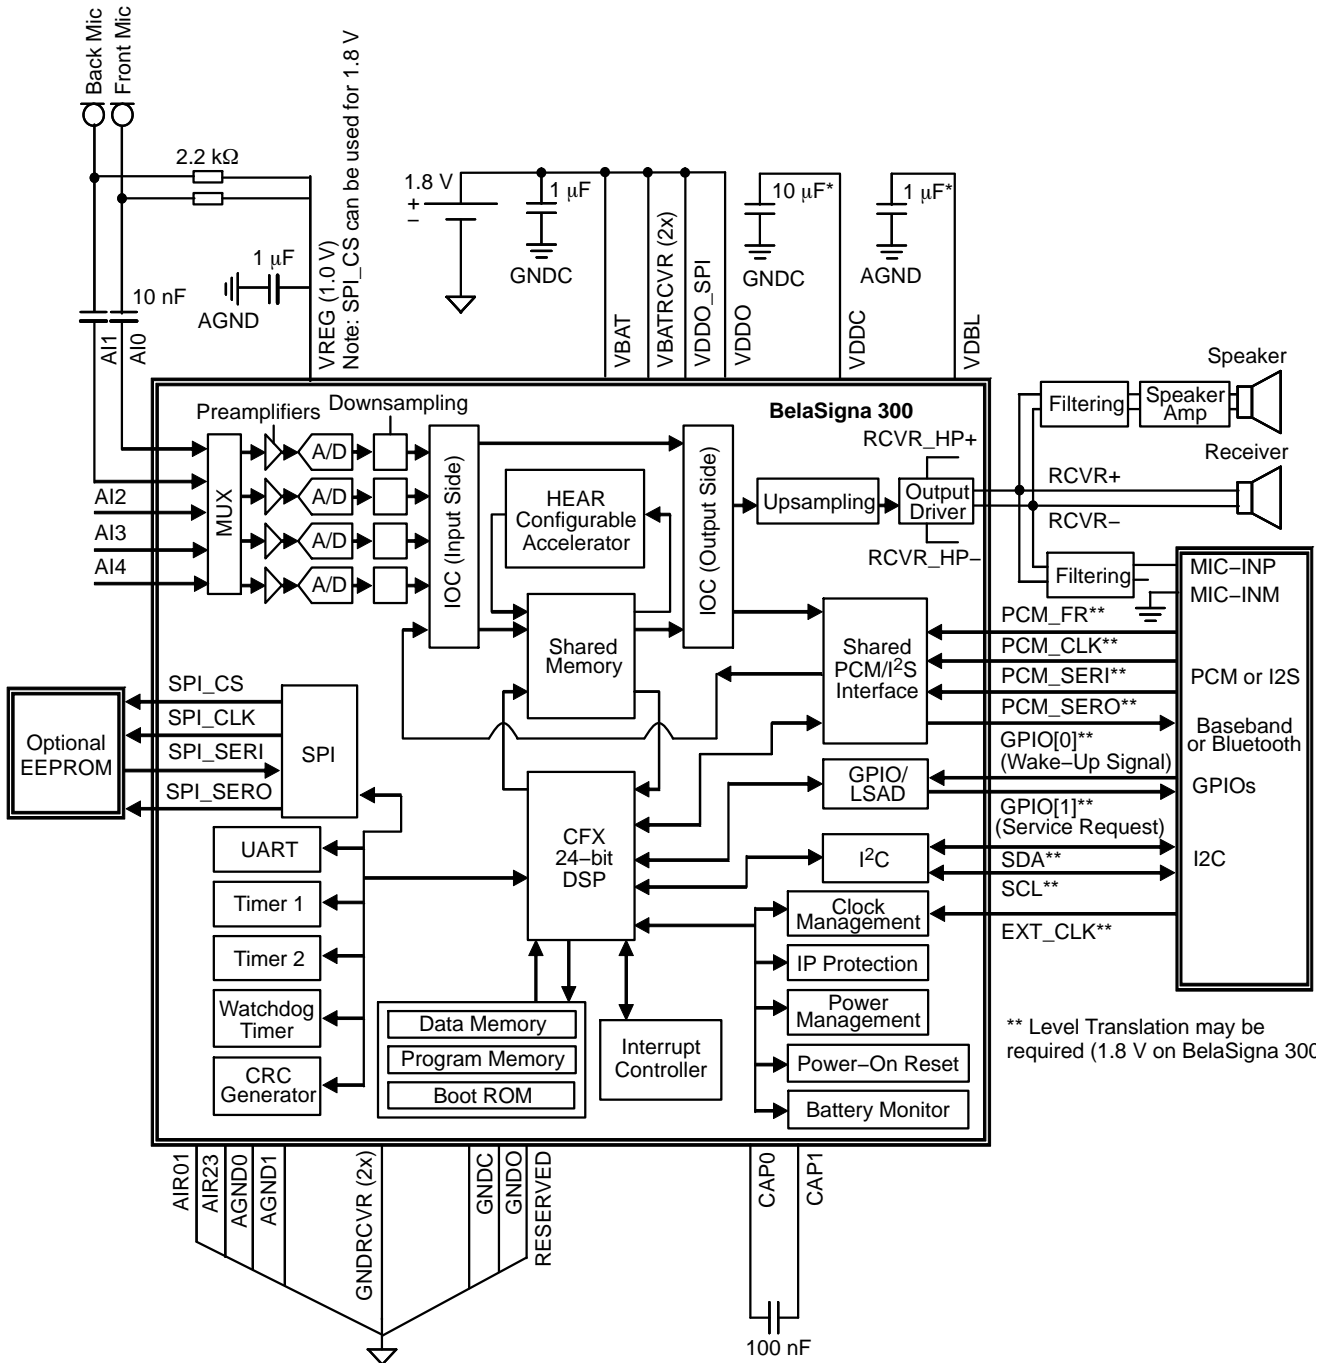 Back Mic
Front Mic
2.2 kΩ
1 μF
AGND
10 nF
AI1
AI0
VREG (1.0 V)
Note: SPI_CS can be used for 1.8 V
1.8 V
+
−
1 μF
GNDC
VBAT
VBATRCVR (2x)
VDDO_SPI
VDDO
10 μF*
GNDC
VDDC
1 μF*
AGND
VDBL
BelaSigna 300
Preamplifiers
Downsampling
MUX
A/D
A/D
A/D
A/D
AI2
AI3
AI4
IOC (Input Side)
HEAR
Configurable
Accelerator
Shared
Memory
IOC (Output Side)
Upsampling
RCVR_HP+
Output
Driver
RCVR_HP−
Filtering
Speaker
Amp
Speaker
Receiver
RCVR+
RCVR−
Filtering
MIC−INP
MIC−INM
Shared
PCM/I2S
Interface
PCM_FR**
PCM_CLK**
PCM_SERI**
PCM_SERO**
PCM or I2S
Baseband
or Bluetooth
GPIO[0]**
(Wake−Up Signal)
GPIOs
GPIO/
LSAD
GPIO[1]**
(Service Request)
I2C
SDA**
SCL**
I2C
EXT_CLK**
Optional
EEPROM
SPI_CS
SPI_CLK
SPI_SERI
SPI_SERO
SPI
UART
Timer 1
Timer 2
Watchdog
Timer
CRC
Generator
CFX
24−bit
DSP
Data Memory
Program Memory
Boot ROM
Interrupt
Controller
Clock
Management
IP Protection
Power
Management
Power−On Reset
Battery Monitor
** Level Translation may be
required (1.8 V on BelaSigna 300
AIR01
AIR23
AGND0
AGND1
GNDRCVR (2x)
GNDC
GNDO
RESERVED
CAP0
CAP1
100 nF